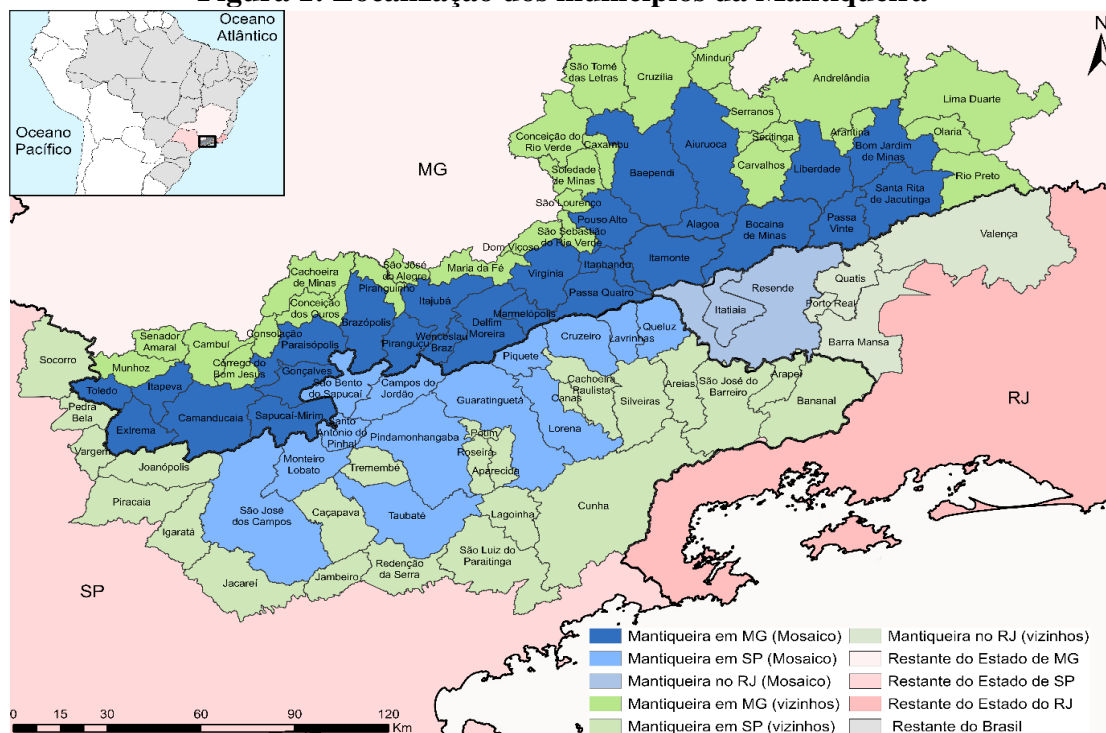 Figura 1. Localização dos municípios da Mantiqueira
Oceano
Atlântico
Oceano
Pacífico
N
MG
SP
RJ
São Tomé
das Letras
Cruzília
Minduri
Andrelândia
Lima Duarte
Serranos
Conceição do
Rio Verde
Caxambu
Aiuruoca
Seritinga
Arantina
Olaria
Bom Jardim
de Minas
Soledade
de Minas
Baependi
Carvalhos
Liberdade
Rio Preto
Santa Rita
de Jacutinga
São Lourenço
Pouso Alto
Alagoa
Bocaina
de Minas
Passa
Vinte
São Sebastião
do Rio Verde
Valença
Dom Viçoso
Itamonte
Itanhandu
Virgínia
Maria da Fé
São José
do Alegre
Cachoeira
de Minas
Piranguinho
Passa Quatro
Resende
Quatis
Itatiaia
Porto Real
Conceição
dos Ouros
Itajubá
Brazópolis
Marmelópolis
Delfim
Moreira
Queluz
Cruzeiro
Lavrinhas
Barra Mansa
Senador
Amaral
Cambuí
Consolação
Paraisópolis
Piranguçu
Wenceslau
Braz
Socorro
Munhoz
Córrego do
Bom Jesus
Gonçalves
Piquete
Cachoeira
Paulista
Arapeí
Toledo
Itapeva
São Bento
do Sapucaí
Campos do
Jordão
Guaratinguetá
Canas
Silveiras
Areias
São José do
Barreiro
Bananal
Pedra
Bela
Extrema
Camanducaia
Sapucaí-Mirim
Santo
Antônio do
Pinhal
Pindamonhangaba
Lorena
Potim
Roseira
Vargem
Joanópolis
Monteiro
Lobato
Tremembé
Aparecida
Piracaia
São José
dos Campos
Caçapava
Taubaté
Lagoinha
Cunha
Igaratá
Jacareí
Jambeiro
Redenção
da Serra
São Luiz do
Paraitinga
Mantiqueira em MG (Mosaico)
Mantiqueira em SP (Mosaico)
Mantiqueira no RJ (Mosaico)
Mantiqueira em MG (vizinhos)
Mantiqueira em SP (vizinhos)
Mantiqueira no RJ (vizinhos)
Restante do Estado de MG
Restante do Estado de SP
Restante do Estado do RJ
Restante do Brasil
0 15 30 60 90 120
Km